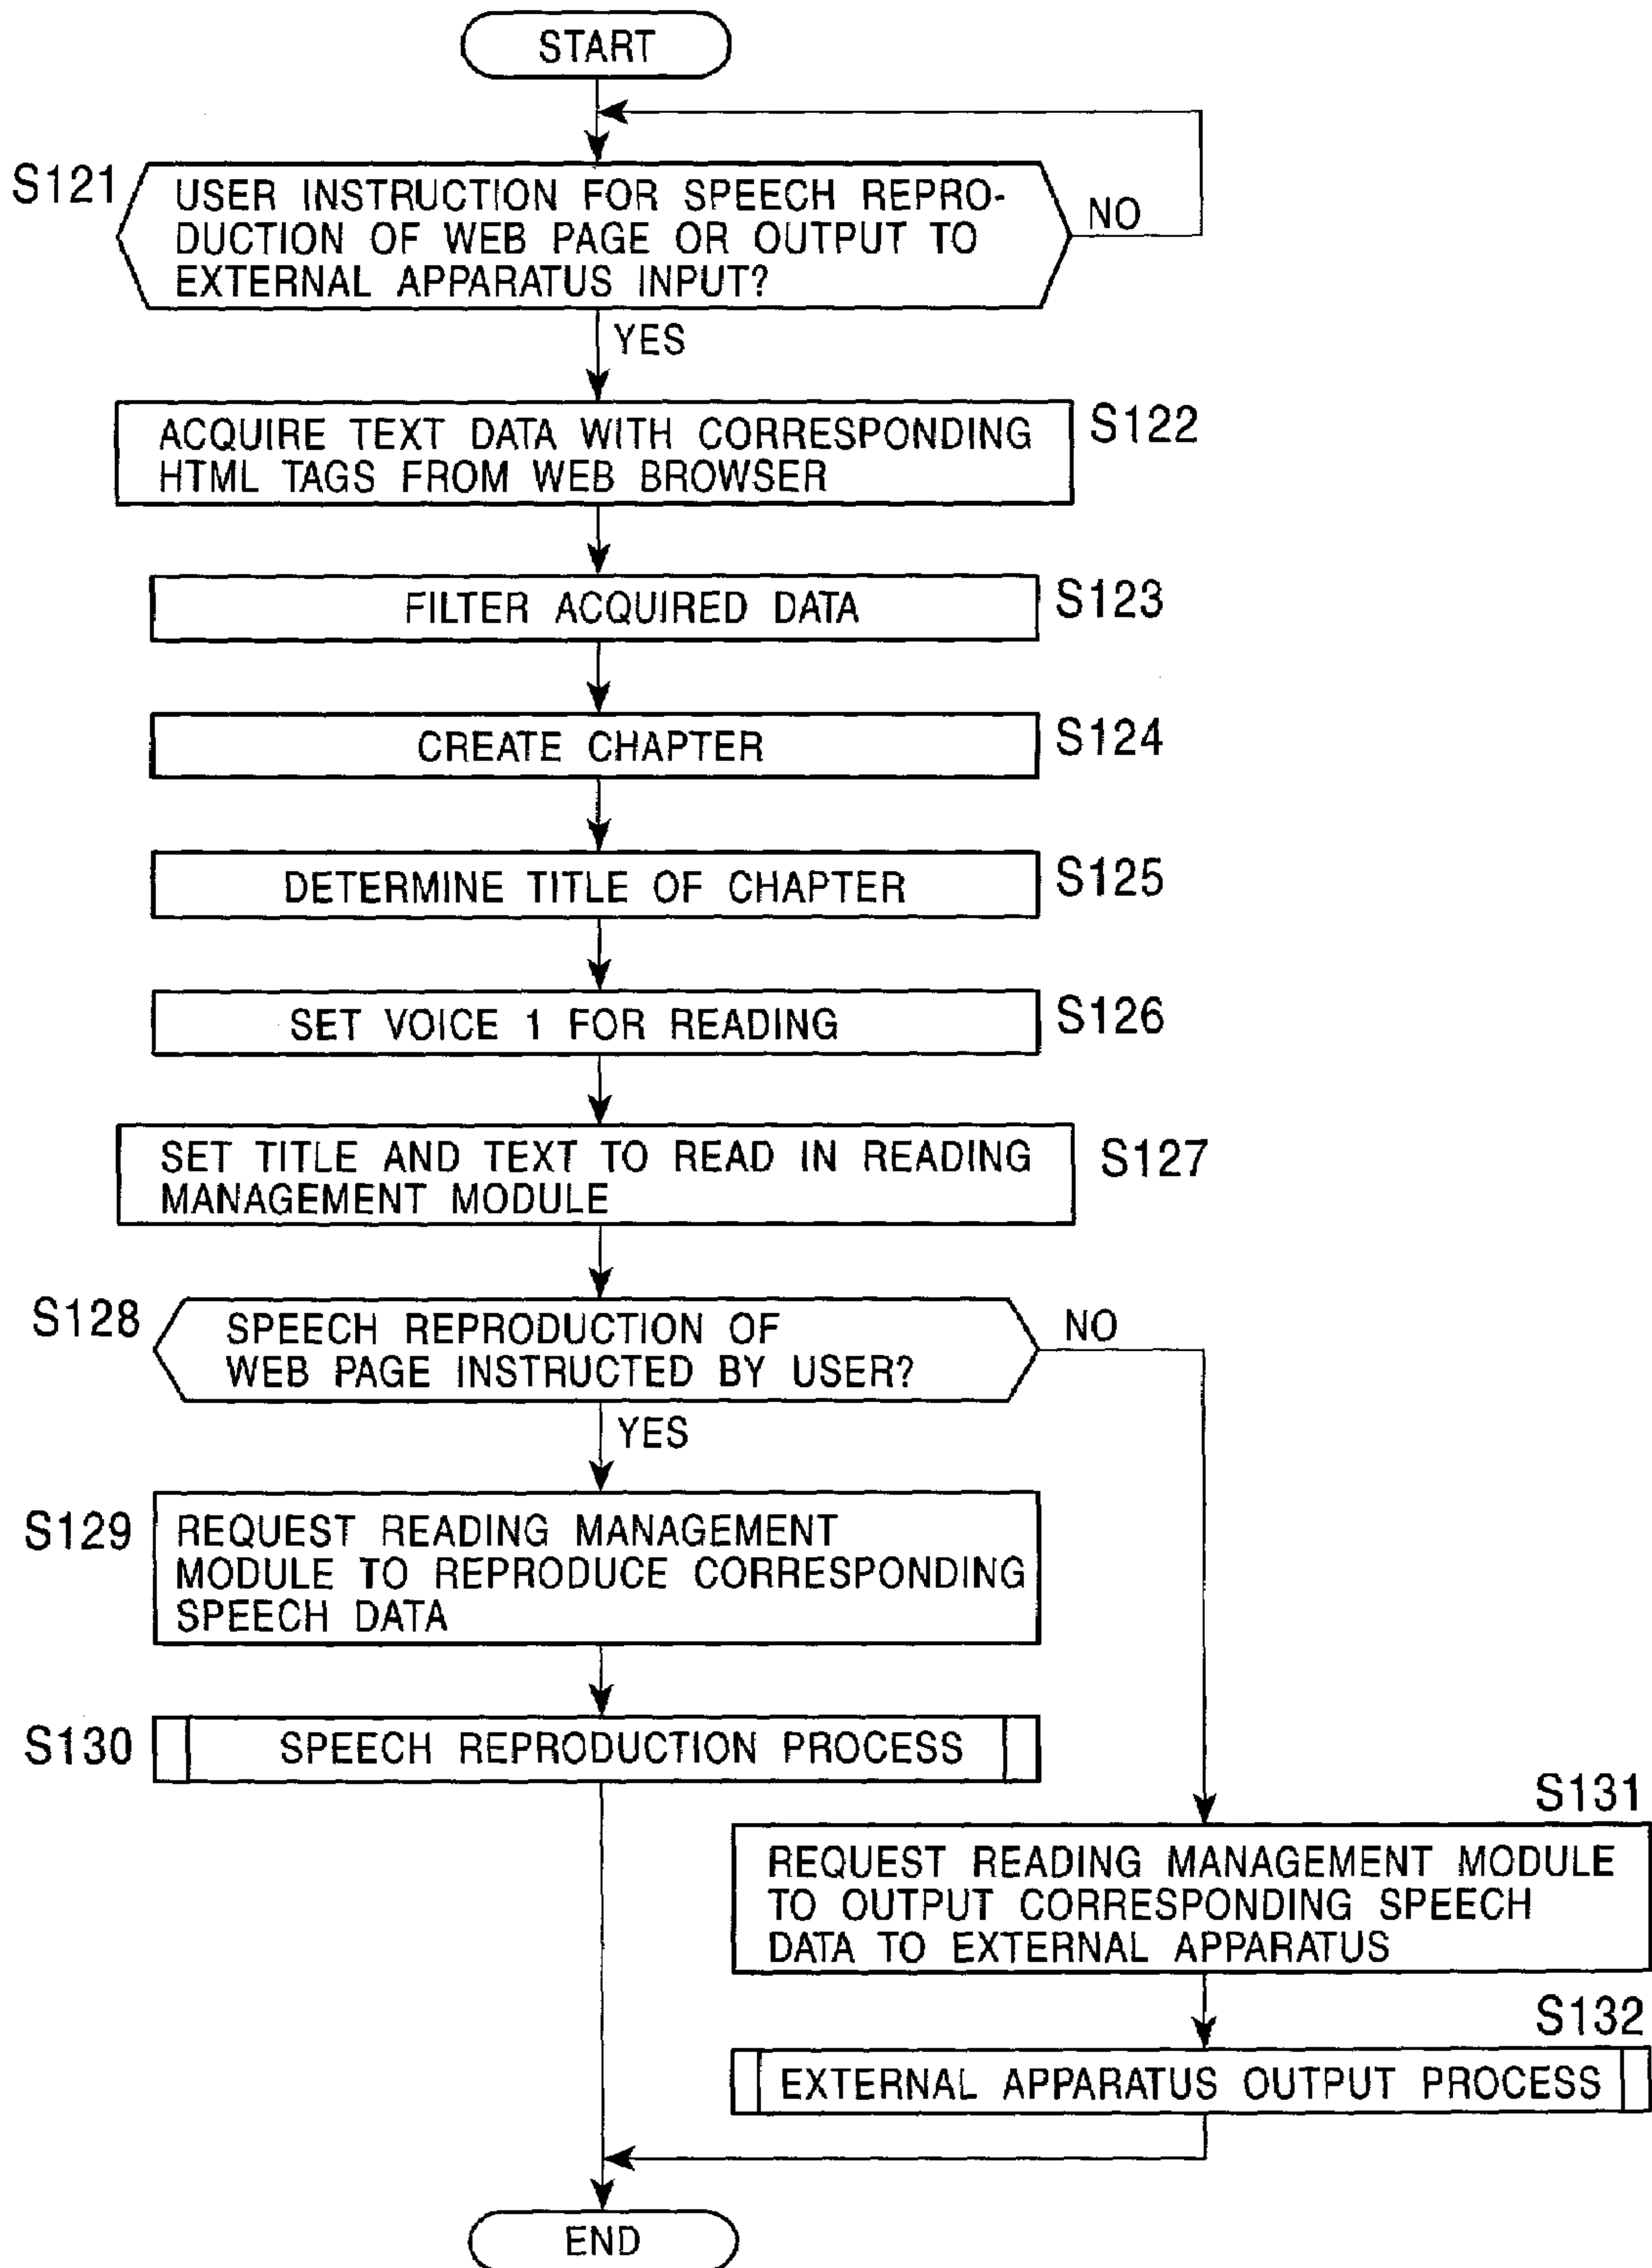 START
S121
USER INSTRUCTION FOR SPEECH REPRO-
DUCTION OF WEB PAGE OR OUTPUT TO
EXTERNAL APPARATUS INPUT?
NO
YES
ACQUIRE TEXT DATA WITH CORRESPONDING
HTML TAGS FROM WEB BROWSER
S122
FILTER ACQUIRED DATA
S123
CREATE CHAPTER
S124
DETERMINE TITLE OF CHAPTER
S125
SET VOICE 1 FOR READING
S126
SET TITLE AND TEXT TO READ IN READING
MANAGEMENT MODULE
S127
S128
SPEECH REPRODUCTION OF
WEB PAGE INSTRUCTED BY USER?
NO
YES
S129
REQUEST READING MANAGEMENT
MODULE TO REPRODUCE CORRESPONDING
SPEECH DATA
S130
SPEECH REPRODUCTION PROCESS
S131
REQUEST READING MANAGEMENT MODULE
TO OUTPUT CORRESPONDING SPEECH
DATA TO EXTERNAL APPARATUS
S132
EXTERNAL APPARATUS OUTPUT PROCESS
END